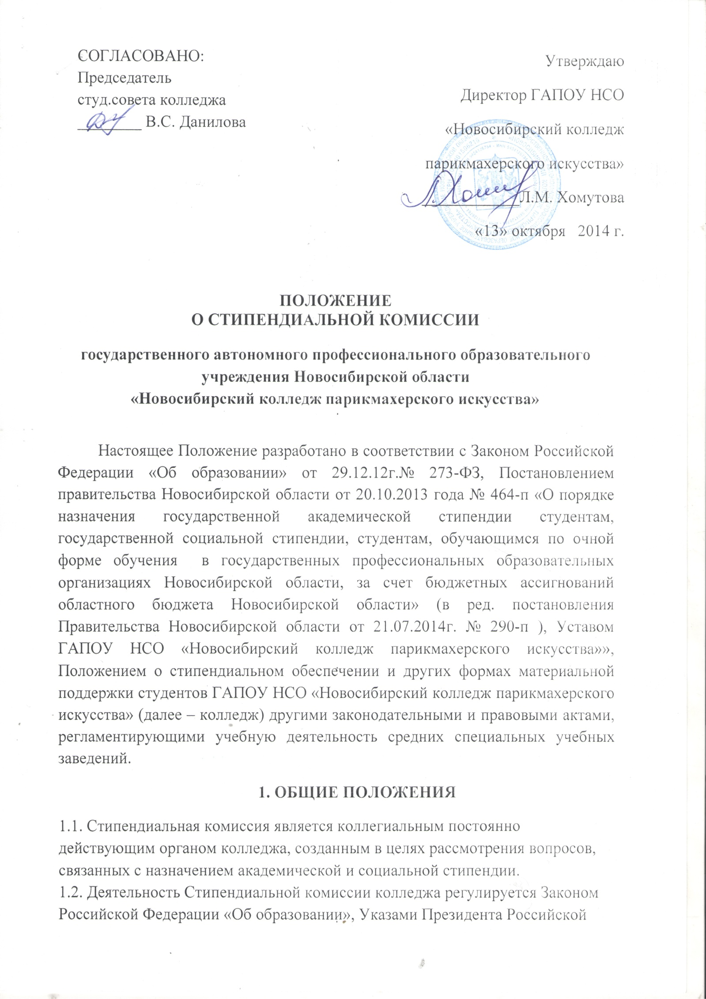 СОГЛАСОВАНО:
Председатель
студ.совета колледжа
________ В.С. Данилова
Утверждаю
Директор ГАПОУ НСО
«Новосибирский колледж
парикмахерского искусства»
____________Л.М. Хомутова
«13» октября 2014 г.
ПОЛОЖЕНИЕ
О СТИПЕНДИАЛЬНОЙ КОМИССИИ
государственного автономного профессионального образовательного
учреждения Новосибирской области
«Новосибирский колледж парикмахерского искусства»
Настоящее Положение разработано в соответствии с Законом Российской
Федерации «Об образовании» от 29.12.12г.№ 273-ФЗ, Постановлением
правительства Новосибирской области от 20.10.2013 года № 464-п «О порядке
назначения государственной академической стипендии студентам,
государственной социальной стипендии, студентам, обучающимся по очной
форме обучения в государственных профессиональных образовательных
организациях Новосибирской области, за счет бюджетных ассигнований
областного бюджета Новосибирской области» (в ред. постановления
Правительства Новосибирской области от 21.07.2014г. № 290-п ), Уставом
ГАПОУ НСО «Новосибирский колледж парикмахерского искусства»»,
Положением о стипендиальном обеспечении и других формах материальной
поддержки студентов ГАПОУ НСО «Новосибирский колледж парикмахерского
искусства» (далее – колледж) другими законодательными и правовыми актами,
регламентирующими учебную деятельность средних специальных учебных
заведений.
1. ОБЩИЕ ПОЛОЖЕНИЯ
1.1. Стипендиальная комиссия является коллегиальным постоянно
действующим органом колледжа, созданным в целях рассмотрения вопросов,
связанных с назначением академической и социальной стипендии.
1.2. Деятельность Стипендиальной комиссии колледжа регулируется Законом
Российской Федерации «Об образовании», Указами Президента Российской